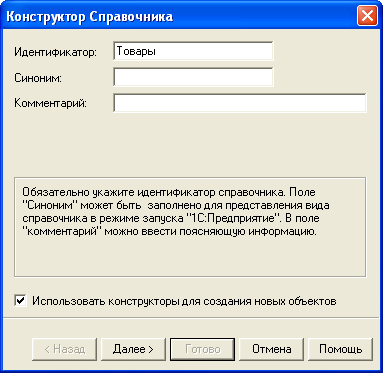 Конструктор Справочника
Идентификатор: Товары
Синоним:
Комментарий:
Обязательно укажите идентификатор справочника. Поле
"Синоним" может быть заполнено для представления вида
справочника в режиме запуска "1С:Предприятие". В поле
"комментарий" можно ввести поясняющую информацию.
Использовать конструкторы для создания новых объектов
< Назад Далее > Готово Отмена Помощь